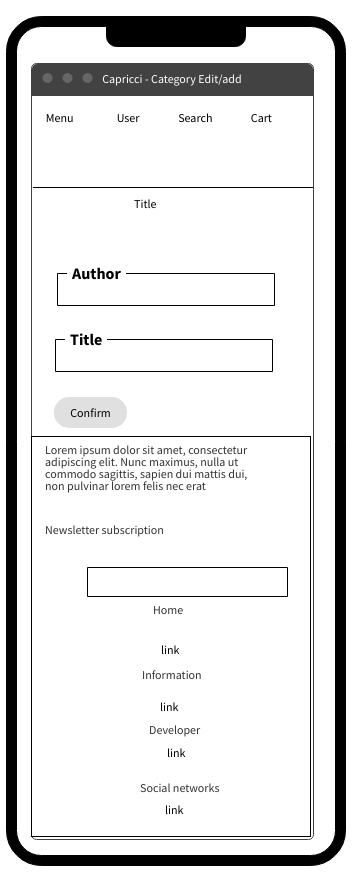 Capricci - Category Edit/add
Menu User Search Cart
Title
Author
Title
Confirm
Lorem ipsum dolor sit amet, consectetur
adipiscing elit. Nunc maximus, nulla ut
commodo sagittis, sapien dui mattis dui,
non pulvinar lorem felis nec erat
Newsletter subscription
Home
link
Information
link
Developer
link
Social networks
link